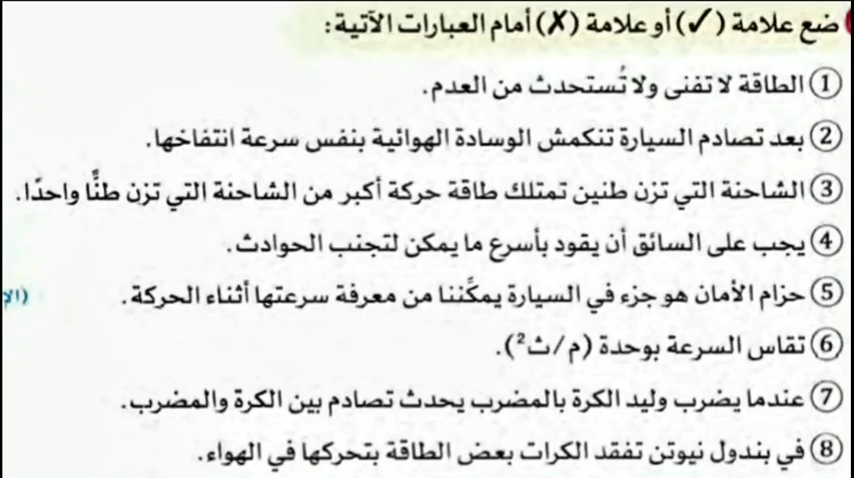 ضع علامة (✓) أو علامة (✗) أمام العبارات الآتية:
① الطاقة لا تفنى ولا تُستحدث من العدم.
② بعد تصادم السيارة تنكمش الوسادة الهوائية بنفس سرعة انتفاخها.
③ الشاحنة التي تزن طنين تمتلك طاقة حركة أكبر من الشاحنة التي تزن طنًّا واحدًا.
④ يجب على السائق أن يقود بأسرع ما يمكن لتجنب الحوادث.
⑤ حزام الأمان هو جزء في السيارة يمكِّننا من معرفة سرعتها أثناء الحركة.
⑥ تقاس السرعة بوحدة (م/ث²).
⑦ عندما يضرب وليد الكرة بالمضرب يحدث تصادم بين الكرة والمضرب.
⑧ في بندول نيوتن تفقد الكرات بعض الطاقة بتحركها في الهواء.